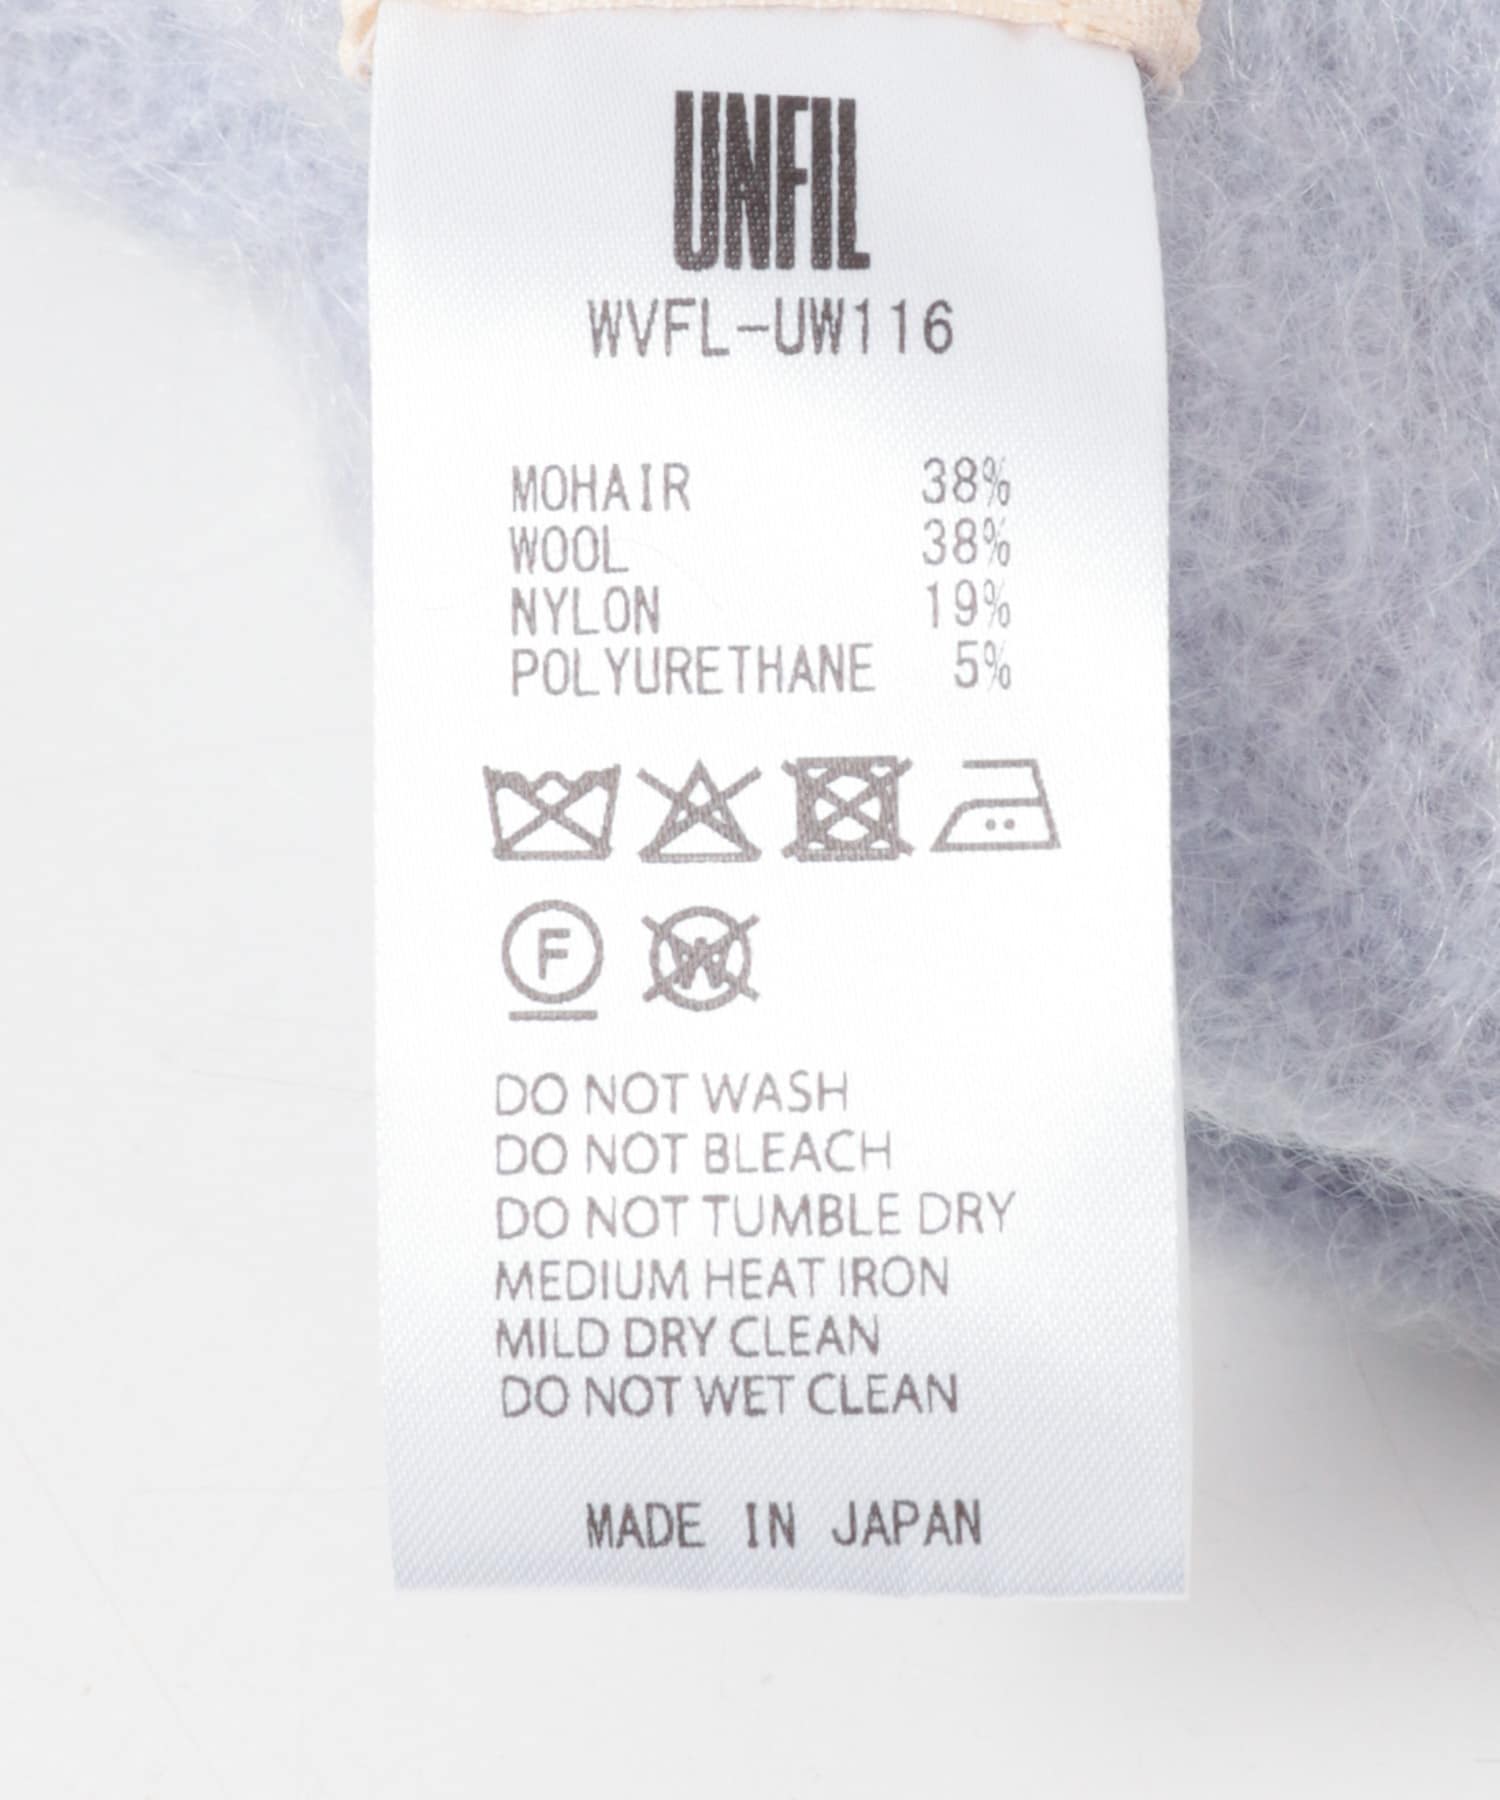 UNFIL
WVFL-UW116
MOHAIR 38%
WOOL 38%
NYLON 19%
POLYURETHANE 5%
F W
DO NOT WASH
DO NOT BLEACH
DO NOT TUMBLE DRY
MEDIUM HEAT IRON
MILD DRY CLEAN
DO NOT WET CLEAN
MADE IN JAPAN